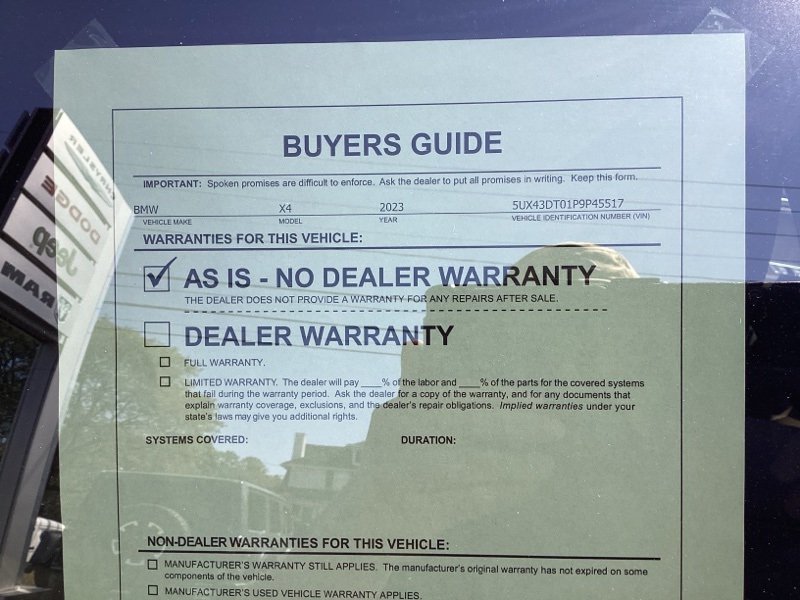 BUYERS GUIDE
IMPORTANT: Spoken promises are difficult to enforce. Ask the dealer to put all promises in writing. Keep this form.
BMW X4 2023 5UX43DT01P9P45517
VEHICLE MAKE MODEL YEAR VEHICLE IDENTIFICATION NUMBER (VIN)
WARRANTIES FOR THIS VEHICLE:
AS IS - NO DEALER WARRANTY
THE DEALER DOES NOT PROVIDE A WARRANTY FOR ANY REPAIRS AFTER SALE.
DEALER WARRANTY
FULL WARRANTY.
LIMITED WARRANTY. The dealer will pay ____% of the labor and ____% of the parts for the covered systems
that fail during the warranty period. Ask the dealer for a copy of the warranty, and for any documents that
explain warranty coverage, exclusions, and the dealer's repair obligations. Implied warranties under your
state's laws may give you additional rights.
SYSTEMS COVERED: DURATION:
NON-DEALER WARRANTIES FOR THIS VEHICLE:
MANUFACTURER'S WARRANTY STILL APPLIES. The manufacturer's original warranty has not expired on some
components of the vehicle.
MANUFACTURER'S USED VEHICLE WARRANTY APPLIES.
CHRYSLER
DODGE
Jeep
RAM